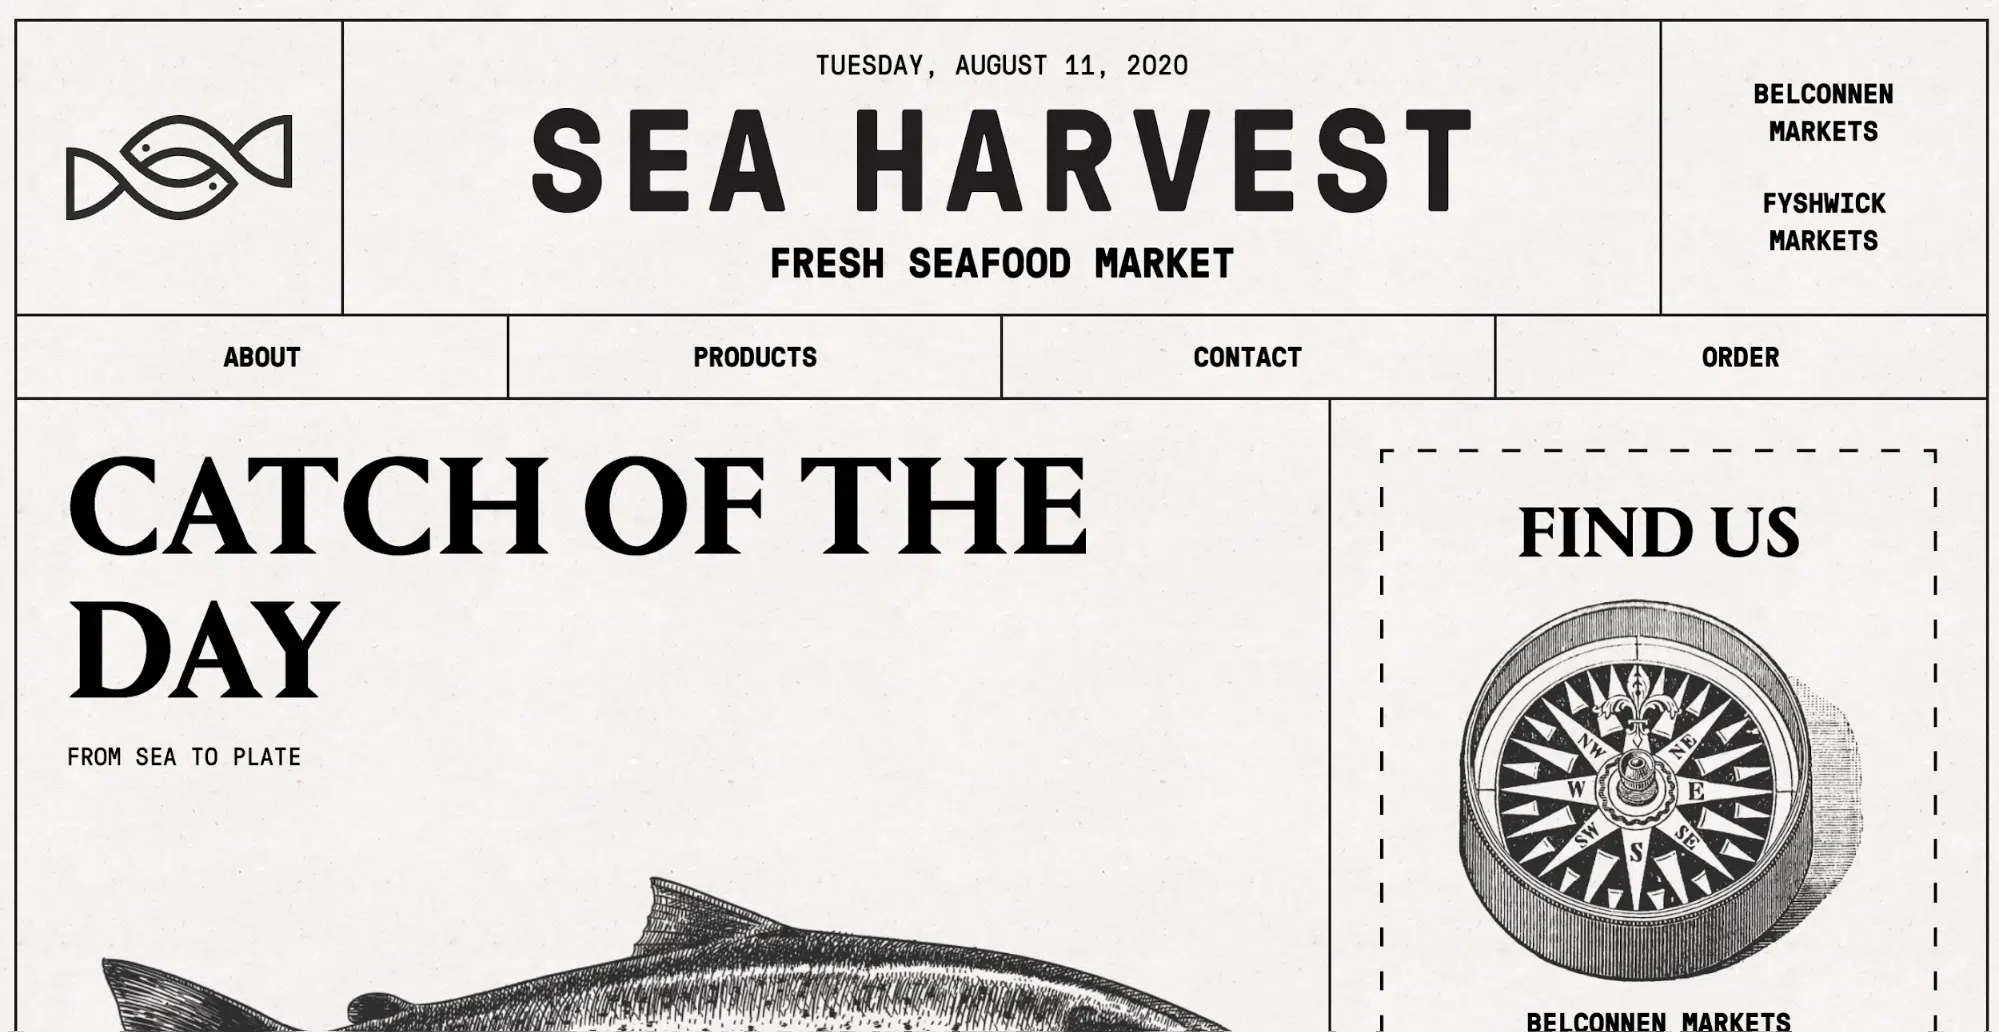 TUESDAY, AUGUST 11, 2020
SEA HARVEST
FRESH SEAFOOD MARKET
BELCONNEN
MARKETS
FYSHWICK
MARKETS
ABOUT
PRODUCTS
CONTACT
ORDER
CATCH OF THE
DAY
FROM SEA TO PLATE
FIND US
NW
NE
W
E
SW
SE
S
BELCONNEN MARKETS